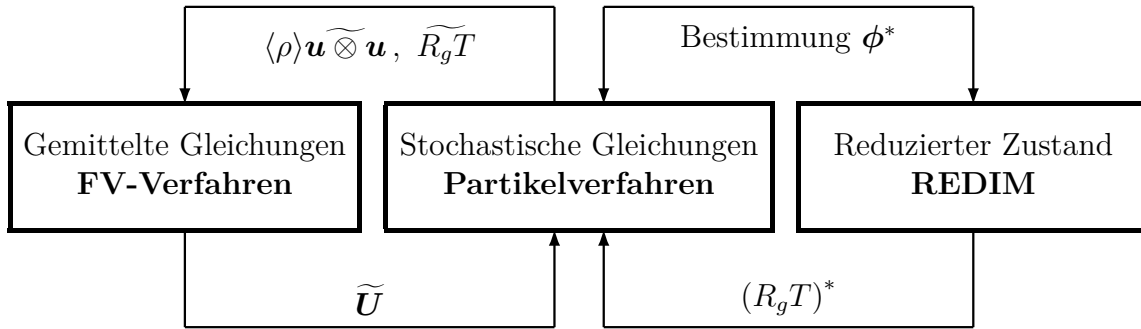 ⟨ρ⟩𝒖 ⊗̃ 𝒖 , R̃_gT
Bestimmung ϕ*
Gemittelte Gleichungen
FV-Verfahren
Stochastische Gleichungen
Partikelverfahren
Reduzierter Zustand
REDIM
Ũ
(R_gT)*